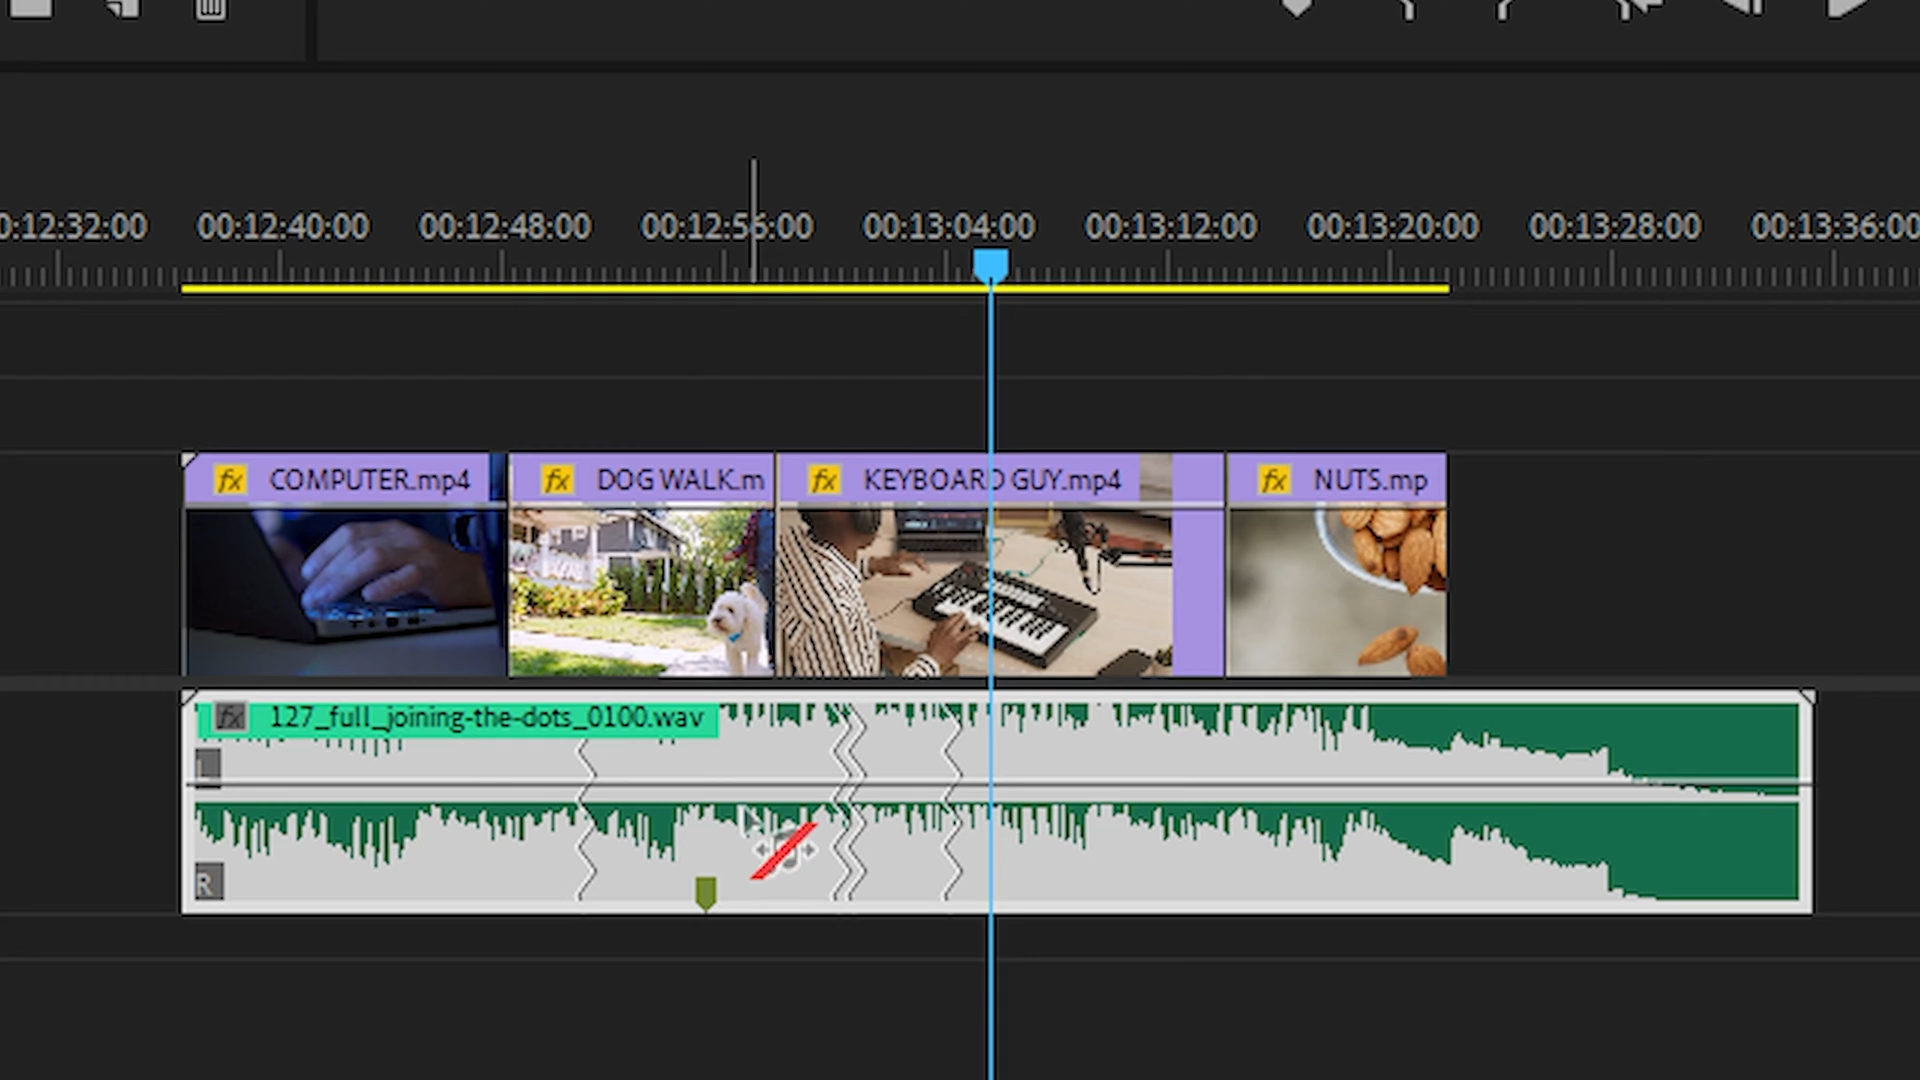 0:12:32:00 00:12:40:00 00:12:48:00 00:12:56:00 00:13:04:00 00:13:12:00 00:13:20:00 00:13:28:00 00:13:36:00
fx COMPUTER.mp4 fx DOG WALK.m fx KEYBOARD GUY.mp4 fx NUTS.mp
fx 127_full_joining-the-dots_0100.wav
L
R